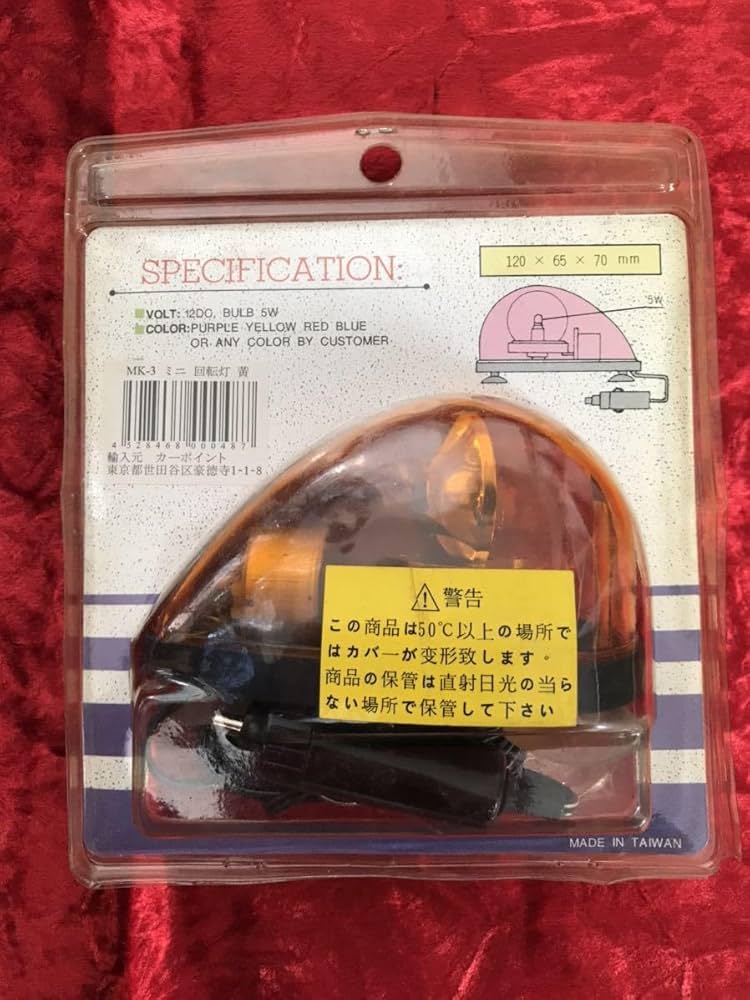 SPECIFICATION:
120 × 65 × 70 mm
VOLT: 12DO, BULB 5W
COLOR:PURPLE YELLOW RED BLUE
OR ANY COLOR BY CUSTOMER
5W
MK-3 ミニ 回転灯 黄
4528468000487
輸入元 カーポイント
東京都世田谷区豪徳寺1-1-8
⚠警告
この商品は50℃以上の場所で
はカバーが変形致します。
商品の保管は直射日光の当ら
ない場所で保管して下さい
MADE IN TAIWAN